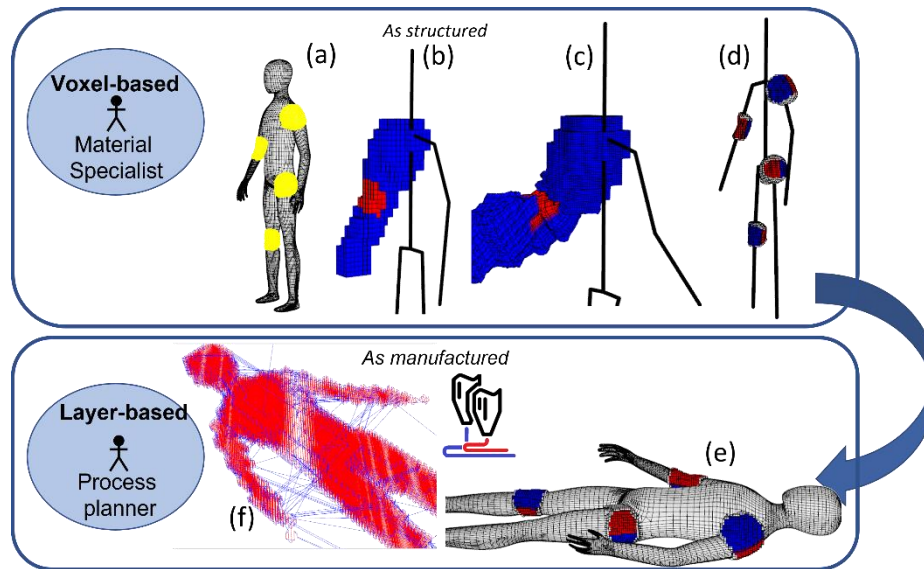 As structured
(a)
(b)
(c)
(d)
Voxel-based
Material
Specialist
As manufactured
Layer-based
Process
planner
(e)
(f)